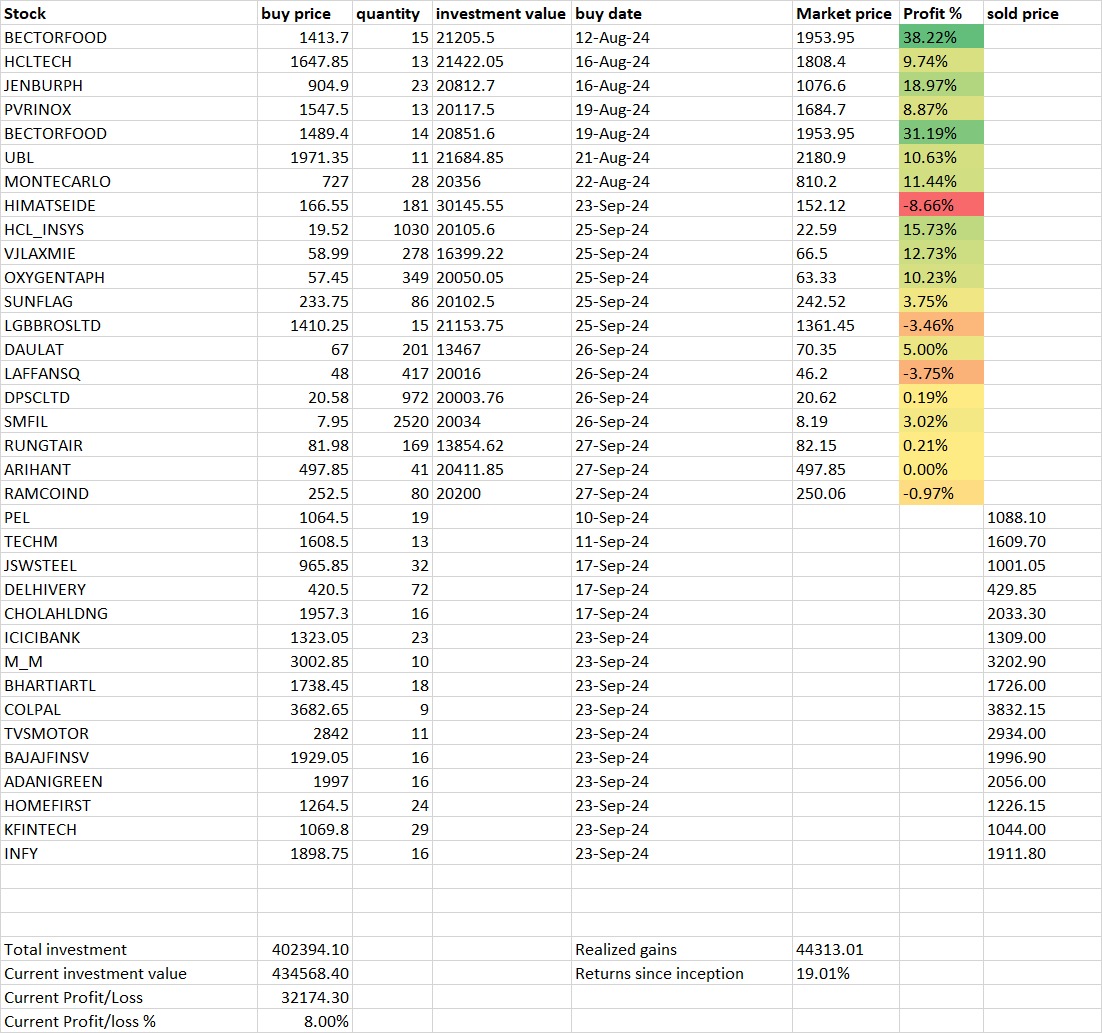 Stock buy price quantity investment value buy date Market price Profit % sold price
BECTORFOOD 1413.7 15 21205.5 12-Aug-24 1953.95 38.22%
HCLTECH 1647.85 13 21422.05 16-Aug-24 1808.4 9.74%
JENBURPH 904.9 23 20812.7 16-Aug-24 1076.6 18.97%
PVRINOX 1547.5 13 20117.5 19-Aug-24 1684.7 8.87%
BECTORFOOD 1489.4 14 20851.6 19-Aug-24 1953.95 31.19%
UBL 1971.35 11 21684.85 21-Aug-24 2180.9 10.63%
MONTECARLO 727 28 20356 22-Aug-24 810.2 11.44%
HIMATSEIDE 166.55 181 30145.55 23-Sep-24 152.12 -8.66%
HCL_INSYS 19.52 1030 20105.6 25-Sep-24 22.59 15.73%
VJLAXMIE 58.99 278 16399.22 25-Sep-24 66.5 12.73%
OXYGENTAPH 57.45 349 20050.05 25-Sep-24 63.33 10.23%
SUNFLAG 233.75 86 20102.5 25-Sep-24 242.52 3.75%
LGBBROSLTD 1410.25 15 21153.75 25-Sep-24 1361.45 -3.46%
DAULAT 67 201 13467 26-Sep-24 70.35 5.00%
LAFFANSQ 48 417 20016 26-Sep-24 46.2 -3.75%
DPSCLTD 20.58 972 20003.76 26-Sep-24 20.62 0.19%
SMFIL 7.95 2520 20034 26-Sep-24 8.19 3.02%
RUNGTAIR 81.98 169 13854.62 27-Sep-24 82.15 0.21%
ARIHANT 497.85 41 20411.85 27-Sep-24 497.85 0.00%
RAMCOIND 252.5 80 20200 27-Sep-24 250.06 -0.97%
PEL 1064.5 19 10-Sep-24 1088.10
TECHM 1608.5 13 11-Sep-24 1609.70
JSWSTEEL 965.85 32 17-Sep-24 1001.05
DELHIVERY 420.5 72 17-Sep-24 429.85
CHOLAHLDNG 1957.3 16 17-Sep-24 2033.30
ICICIBANK 1323.05 23 23-Sep-24 1309.00
M_M 3002.85 10 23-Sep-24 3202.90
BHARTIARTL 1738.45 18 23-Sep-24 1726.00
COLPAL 3682.65 9 23-Sep-24 3832.15
TVSMOTOR 2842 11 23-Sep-24 2934.00
BAJAJFINSV 1929.05 16 23-Sep-24 1996.90
ADANIGREEN 1997 16 23-Sep-24 2056.00
HOMEFIRST 1264.5 24 23-Sep-24 1226.15
KFINTECH 1069.8 29 23-Sep-24 1044.00
INFY 1898.75 16 23-Sep-24 1911.80
Total investment 402394.10 Realized gains 44313.01
Current investment value 434568.40 Returns since inception 19.01%
Current Profit/Loss 32174.30
Current Profit/loss % 8.00%